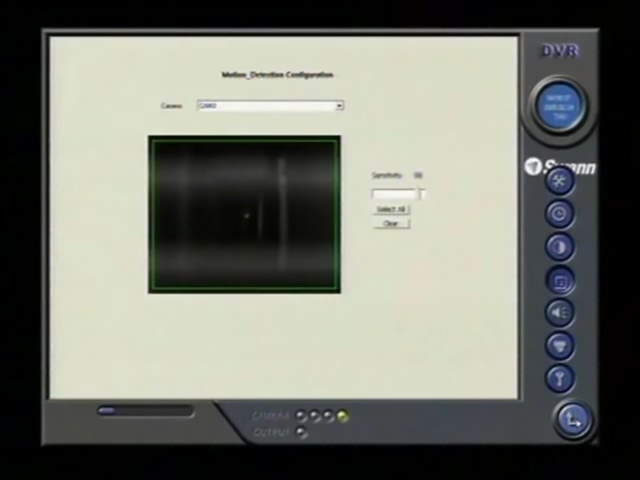 DVR
Motion_Detection Configuration
Camera:
Swann
Sensitivity:
Select All
Clear
CAMERA
OUTPUT